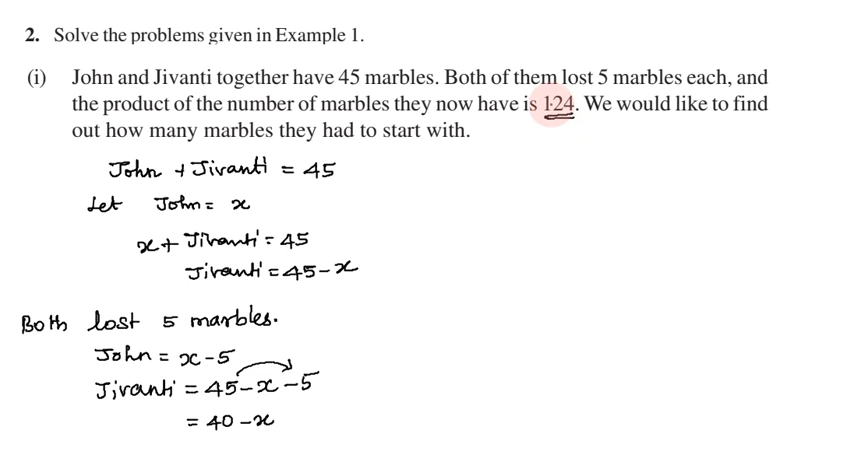 2. Solve the problems given in Example 1.
(i) John and Jivanti together have 45 marbles. Both of them lost 5 marbles each, and
the product of the number of marbles they now have is 124. We would like to find
out how many marbles they had to start with.
John + Jivanti = 45
Let John = x
x + Jivanti = 45
Jivanti = 45 - x
Both lost 5 marbles.
John = x - 5
Jivanti = 45 - x - 5
= 40 - x